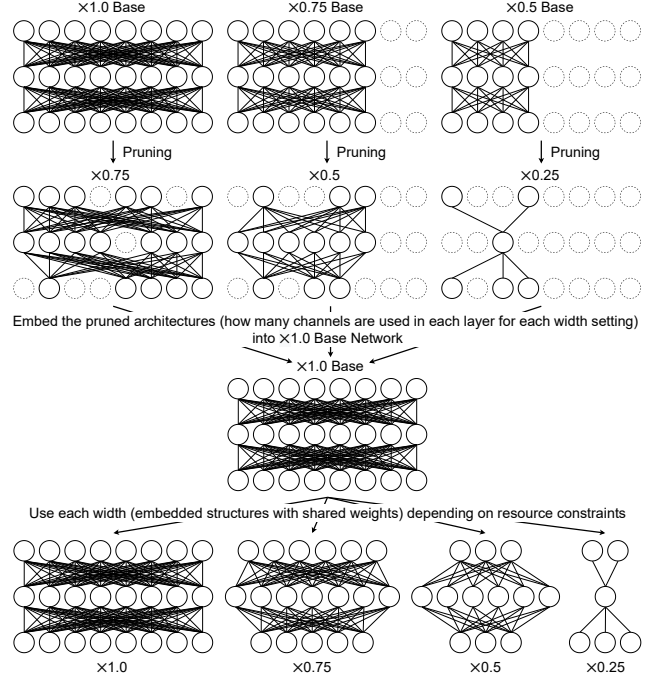 ×1.0 Base ×0.75 Base ×0.5 Base
Pruning Pruning Pruning
×0.75 ×0.5 ×0.25
Embed the pruned architectures (how many channels are used in each layer for each width setting)
into ×1.0 Base Network
×1.0 Base
Use each width (embedded structures with shared weights) depending on resource constraints
×1.0 ×0.75 ×0.5 ×0.25